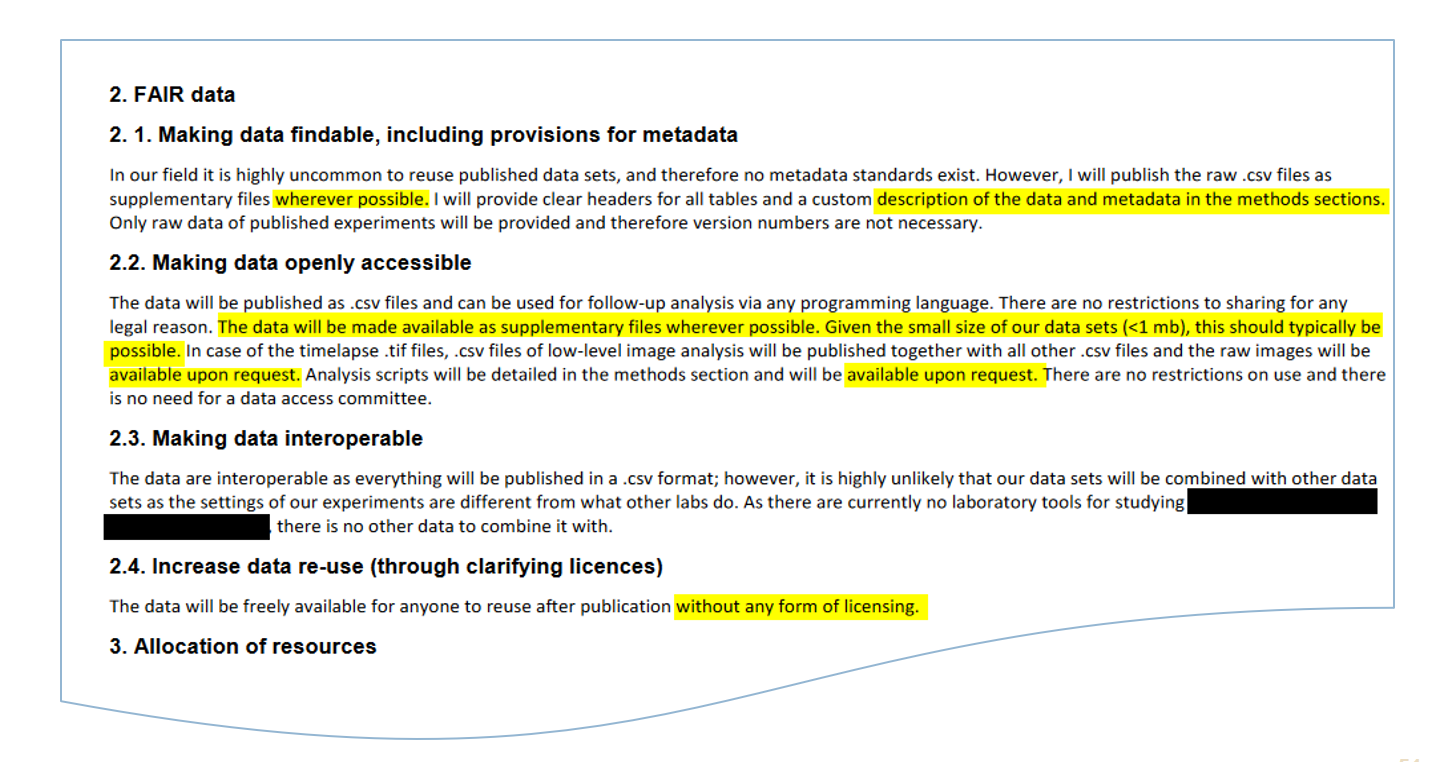 2. FAIR data
2. 1. Making data findable, including provisions for metadata
In our field it is highly uncommon to reuse published data sets, and therefore no metadata standards exist. However, I will publish the raw .csv files as
supplementary files wherever possible. I will provide clear headers for all tables and a custom description of the data and metadata in the methods sections.
Only raw data of published experiments will be provided and therefore version numbers are not necessary.
2.2. Making data openly accessible
The data will be published as .csv files and can be used for follow-up analysis via any programming language. There are no restrictions to sharing for any
legal reason. The data will be made available as supplementary files wherever possible. Given the small size of our data sets (<1 mb), this should typically be
possible. In case of the timelapse .tif files, .csv files of low-level image analysis will be published together with all other .csv files and the raw images will be
available upon request. Analysis scripts will be detailed in the methods section and will be available upon request. There are no restrictions on use and there
is no need for a data access committee.
2.3. Making data interoperable
The data are interoperable as everything will be published in a .csv format; however, it is highly unlikely that our data sets will be combined with other data
sets as the settings of our experiments are different from what other labs do. As there are currently no laboratory tools for studying
, there is no other data to combine it with.
2.4. Increase data re-use (through clarifying licences)
The data will be freely available for anyone to reuse after publication without any form of licensing.
3. Allocation of resources